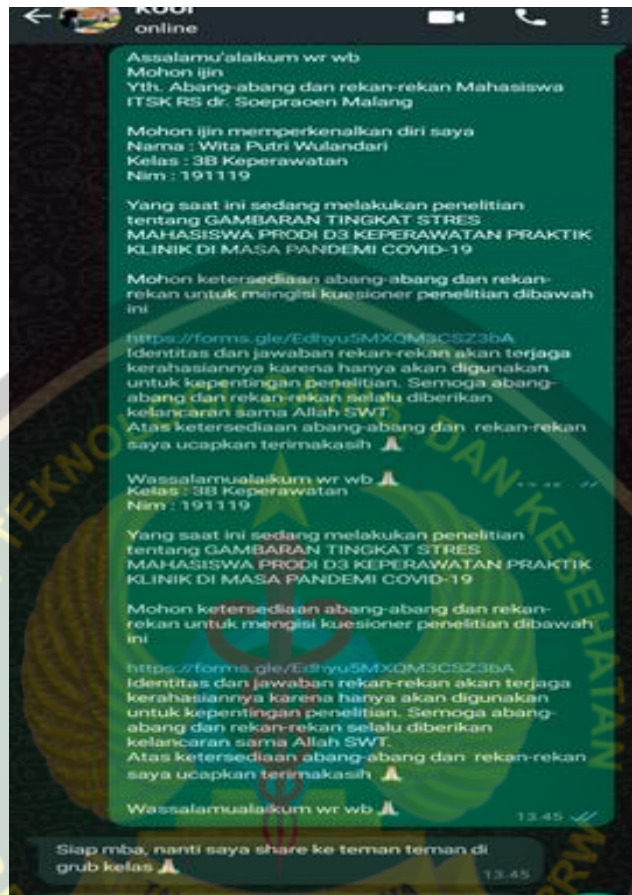 online
Assalamu'alaikum wr wb
Mohon ijin
Yth. Abang-abang dan rekan-rekan Mahasiswa
ITSK RS dr. Soepraoen Malang
Mohon ijin memperkenalkan diri saya
Nama : Wita Putri Wulandari
Kelas : 3B Keperawatan
Nim : 191119
Yang saat ini sedang melakukan penelitian
tentang GAMBARAN TINGKAT STRES
MAHASISWA PRODI D3 KEPERAWATAN PRAKTIK
KLINIK DI MASA PANDEMI COVID-19
Mohon ketersediaan abang-abang dan rekan-
rekan untuk mengisi kuesioner penelitian dibawah
ini
https://forms.gle/Edhyu5MXQM3CSZ3bA
Identitas dan jawaban rekan-rekan akan terjaga
kerahasiannya karena hanya akan digunakan
untuk kepentingan penelitian. Semoga abang-
abang dan rekan-rekan selalu diberikan
kelancaran sama Allah SWT.
Atas ketersediaan abang-abang dan rekan-rekan
saya ucapkan terimakasih 🙏
Wassalamualaikum wr wb 🙏
Kelas : 3B Keperawatan
Nim : 191119
Yang saat ini sedang melakukan penelitian
tentang GAMBARAN TINGKAT STRES
MAHASISWA PRODI D3 KEPERAWATAN PRAKTIK
KLINIK DI MASA PANDEMI COVID-19
Mohon ketersediaan abang-abang dan rekan-
rekan untuk mengisi kuesioner penelitian dibawah
ini
https://forms.gle/Edhyu5MXQM3CSZ3bA
Identitas dan jawaban rekan-rekan akan terjaga
kerahasiannya karena hanya akan digunakan
untuk kepentingan penelitian. Semoga abang-
abang dan rekan-rekan selalu diberikan
kelancaran sama Allah SWT.
Atas ketersediaan abang-abang dan rekan-rekan
saya ucapkan terimakasih 🙏
Wassalamualaikum wr wb 🙏
13.45
Siap mba, nanti saya share ke teman teman di
grub kelas 🙏
13.45